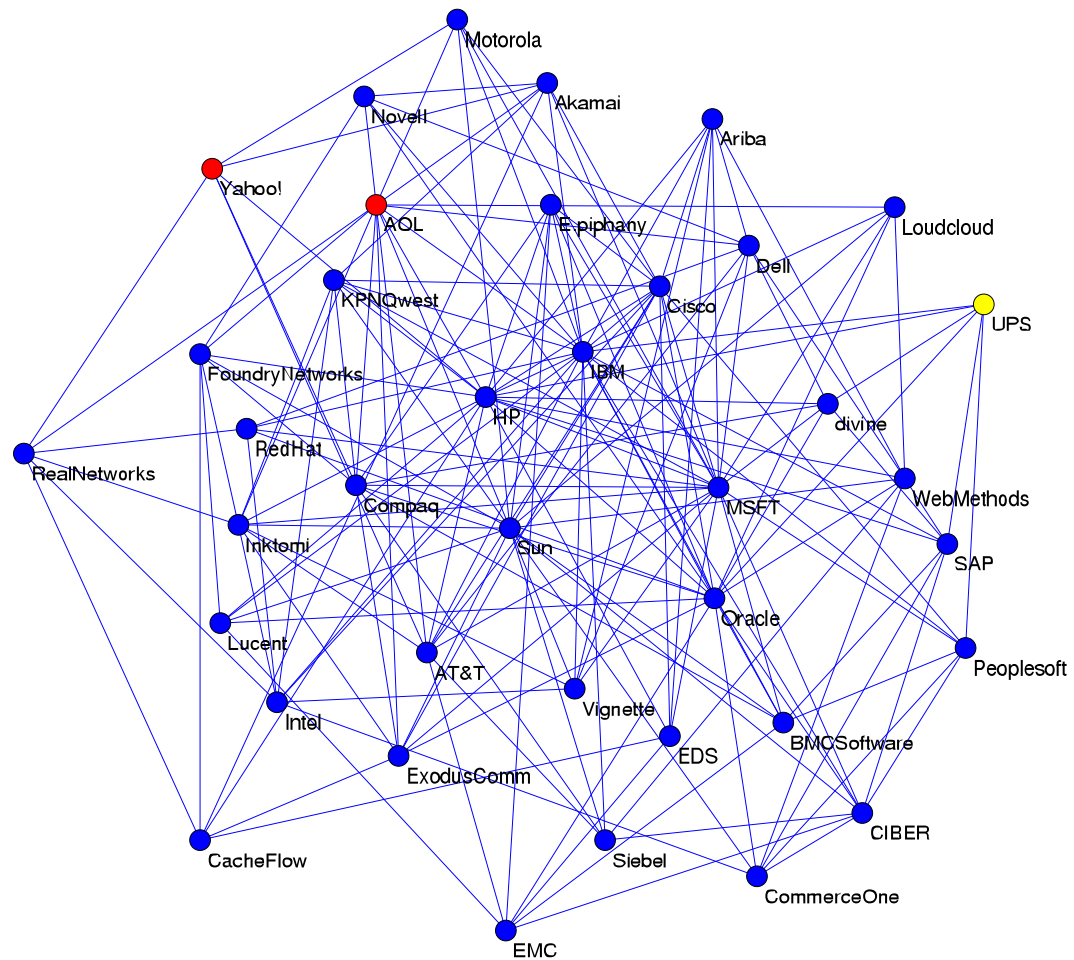 Motorola
Akamai
Novell
Ariba
Yahoo!
AOL
E.piphany
Loudcloud
Dell
KPNQwest
Cisco
UPS
IBM
FoundryNetworks
HP
divine
RedHat
RealNetworks
Compaq
MSFT
WebMethods
Inktomi
Sun
SAP
Oracle
Lucent
AT&T
Peoplesoft
Vignette
Intel
BMCSoftware
EDS
ExodusComm
CIBER
CacheFlow
Siebel
CommerceOne
EMC